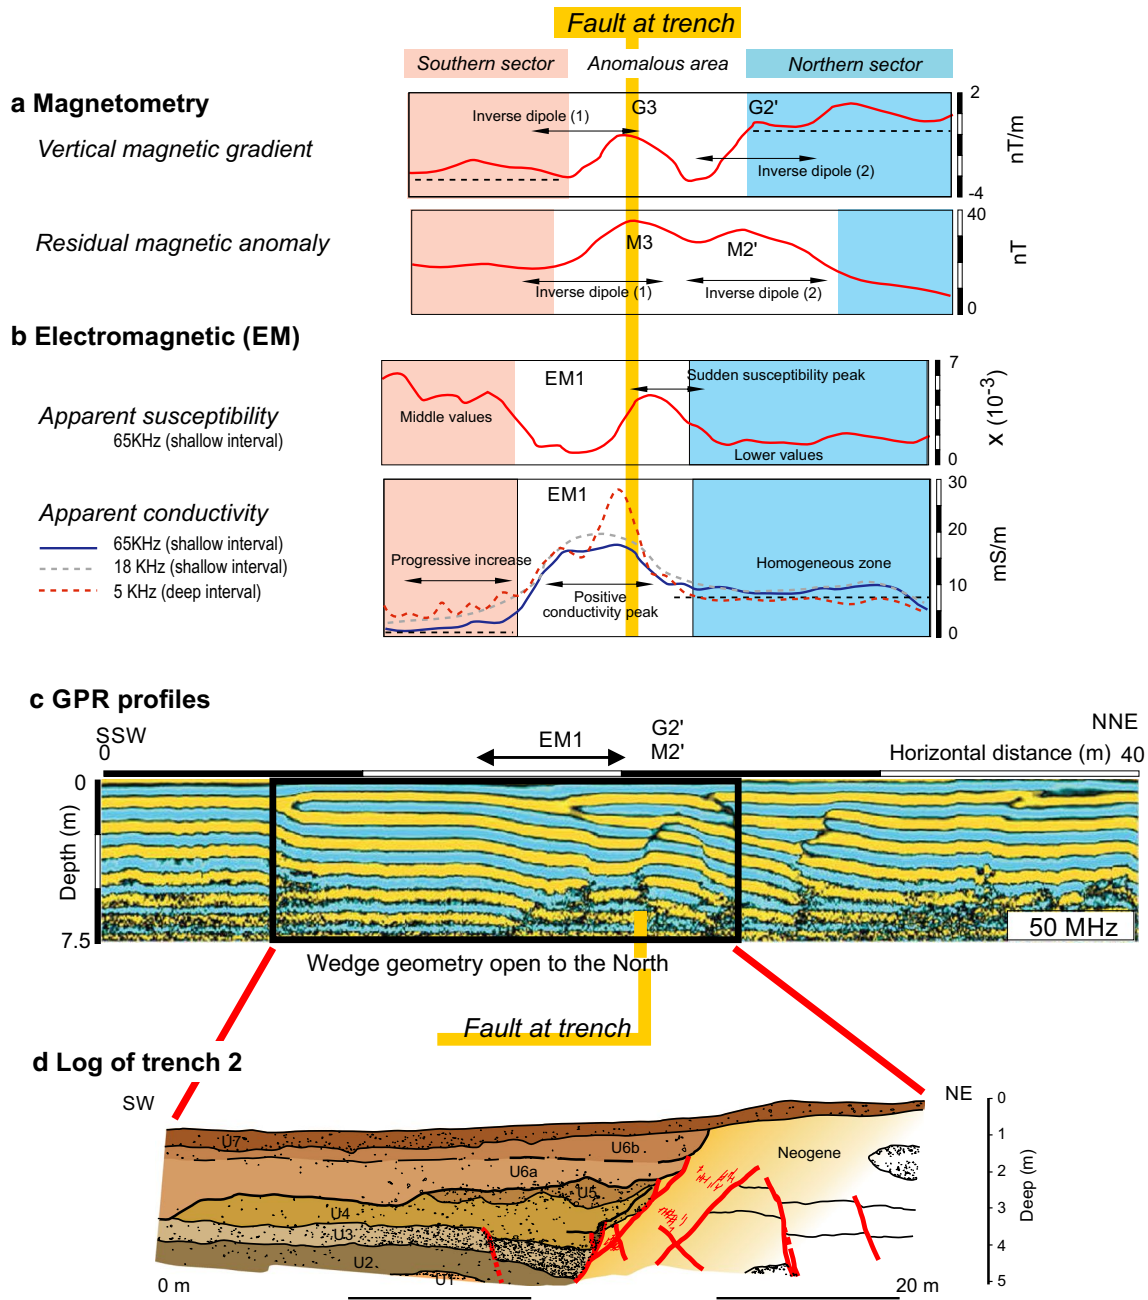 Fault at trench
Southern sector
Anomalous area
Northern sector
a Magnetometry
Vertical magnetic gradient
Inverse dipole (1)
G3
G2'
Inverse dipole (2)
2
-4
nT/m
Residual magnetic anomaly
M3
M2'
Inverse dipole (1)
Inverse dipole (2)
40
0
nT
b Electromagnetic (EM)
Apparent susceptibility
65KHz (shallow interval)
EM1
Sudden susceptibility peak
Middle values
Lower values
7
0
x (10-3)
Apparent conductivity
65KHz (shallow interval)
18 KHz (shallow interval)
5 KHz (deep interval)
EM1
Progressive increase
Homogeneous zone
Positive
conductivity peak
30
20
10
0
mS/m
c GPR profiles
SSW
NNE
0
EM1
G2'
M2'
Horizontal distance (m)
40
0
Depth (m)
7.5
50 MHz
Wedge geometry open to the North
Fault at trench
d Log of trench 2
SW
NE
U7
U6b
U6a
U5
U4
U3
U2
U1
Neogene
0
1
2
3
4
5
Deep (m)
0 m
20 m